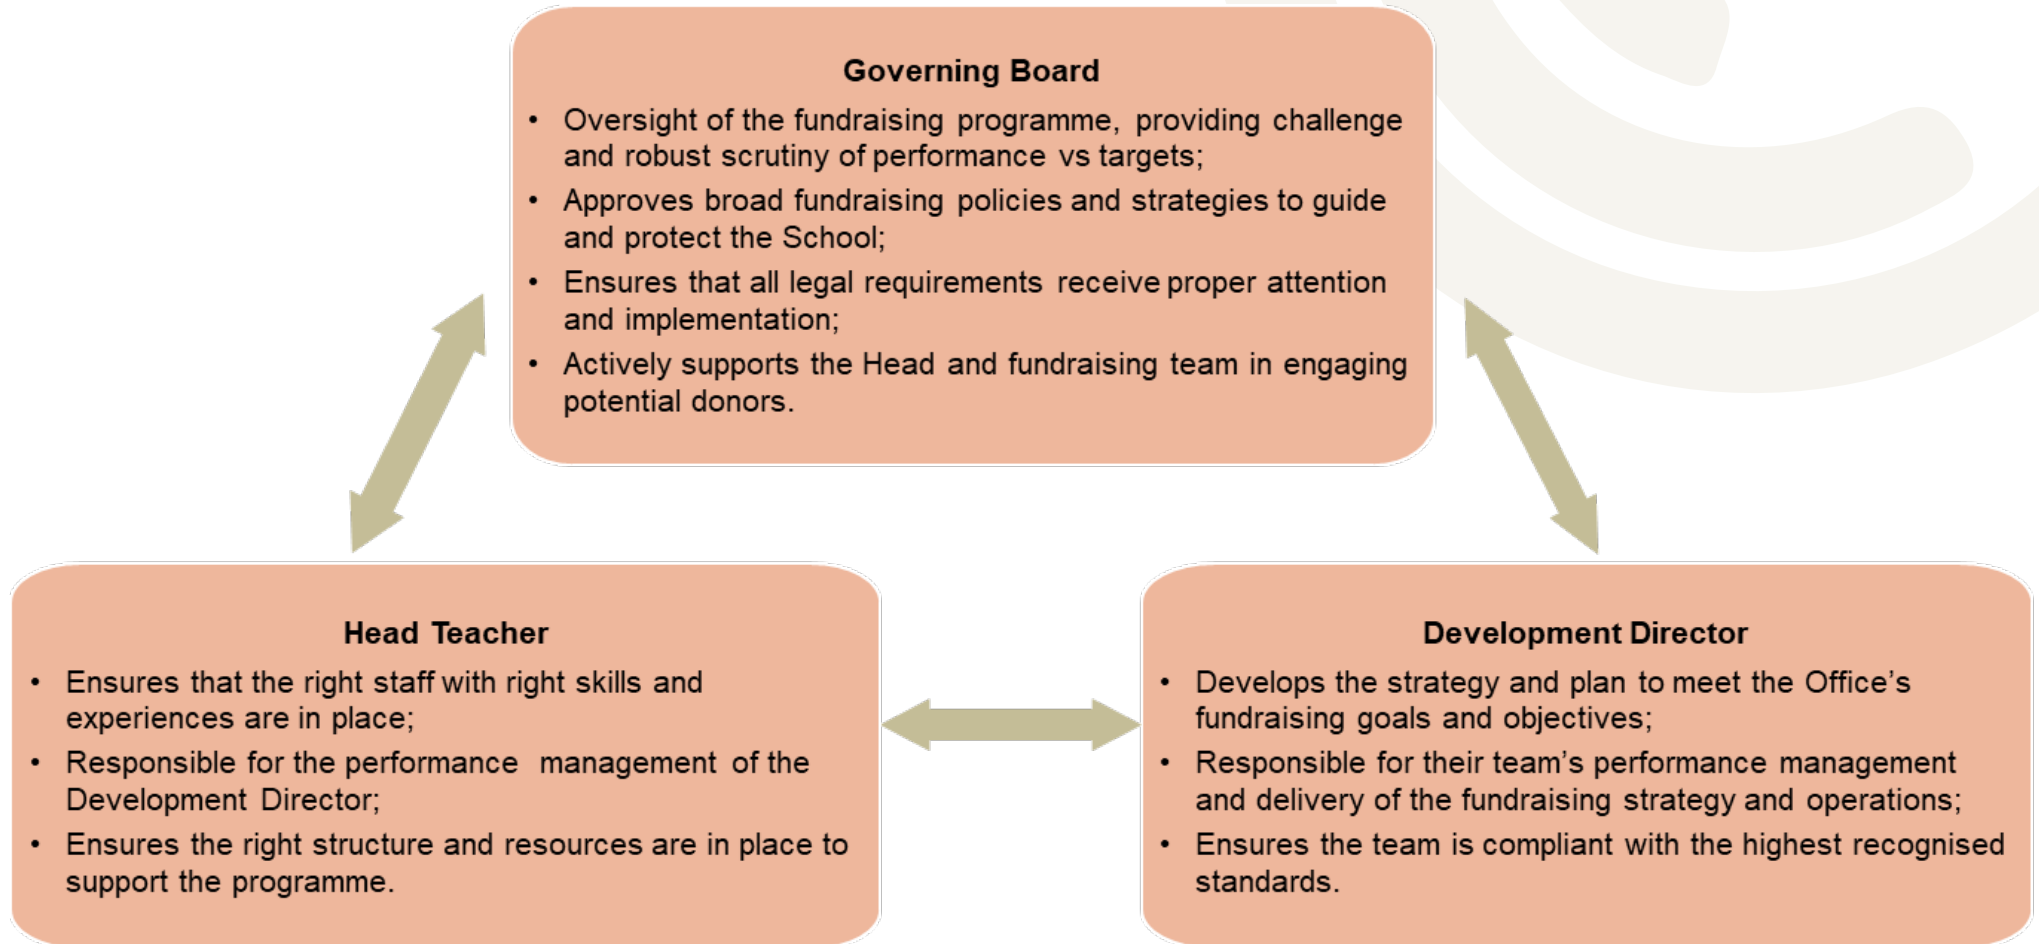 Governing Board
• Oversight of the fundraising programme, providing challenge
and robust scrutiny of performance vs targets;
• Approves broad fundraising policies and strategies to guide
and protect the School;
• Ensures that all legal requirements receive proper attention
and implementation;
• Actively supports the Head and fundraising team in engaging
potential donors.
Head Teacher
• Ensures that the right staff with right skills and
experiences are in place;
• Responsible for the performance management of the
Development Director;
• Ensures the right structure and resources are in place to
support the programme.
Development Director
• Develops the strategy and plan to meet the Office’s
fundraising goals and objectives;
• Responsible for their team’s performance management
and delivery of the fundraising strategy and operations;
• Ensures the team is compliant with the highest recognised
standards.